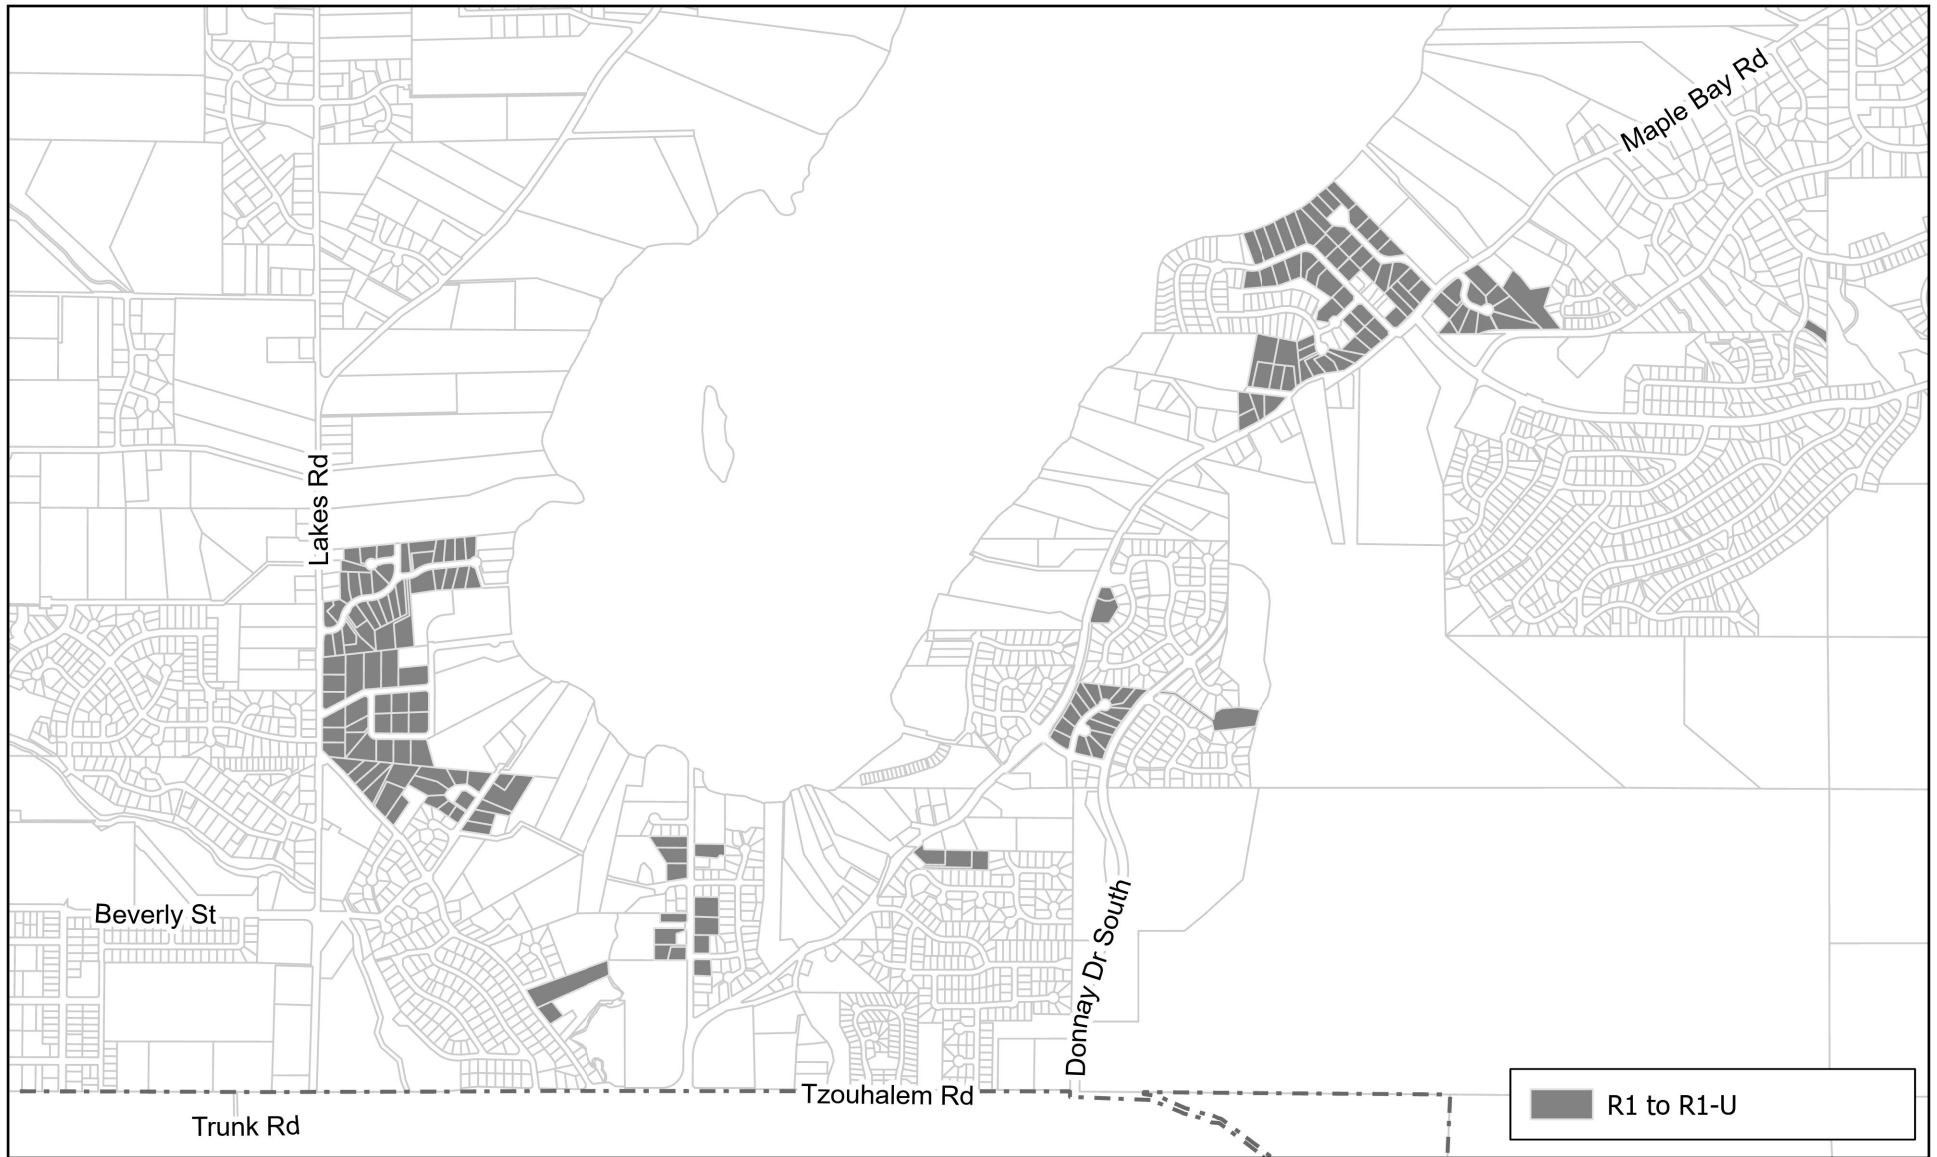 Maple Bay Rd
Lakes Rd
Beverly St
Donnay Dr South
Tzouhalem Rd
Trunk Rd
R1 to R1-U